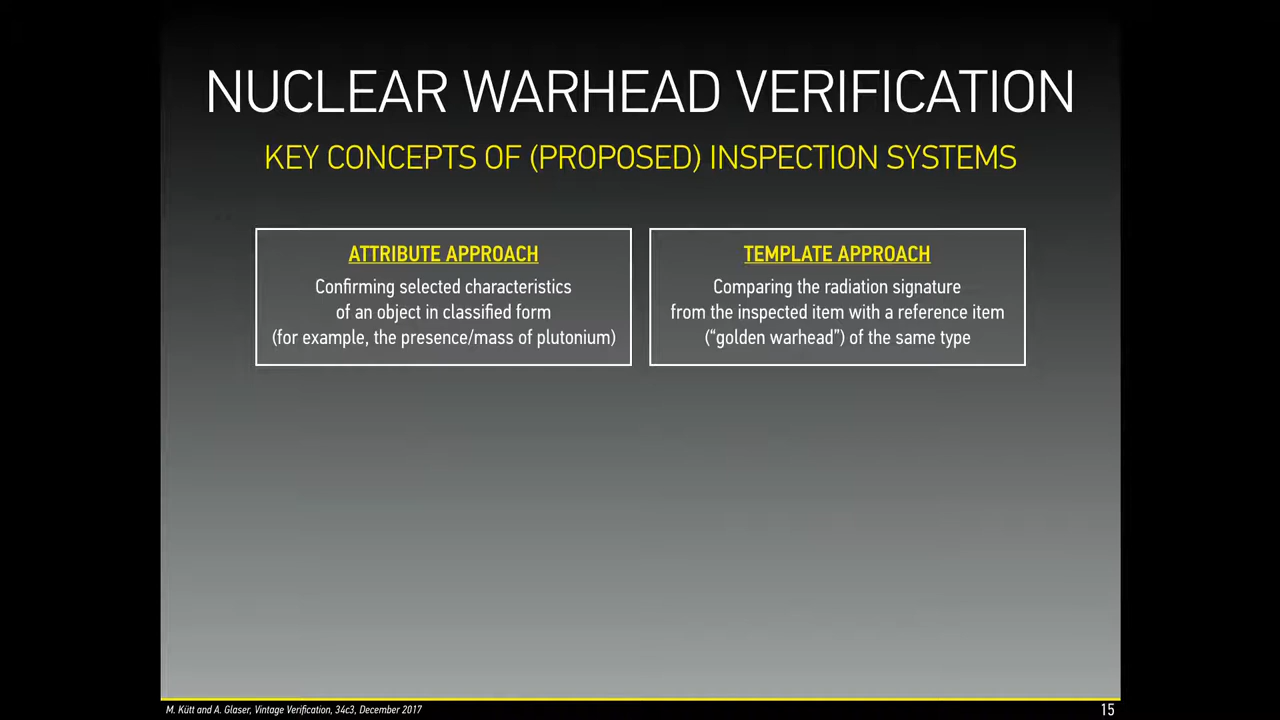 NUCLEAR WARHEAD VERIFICATION
KEY CONCEPTS OF (PROPOSED) INSPECTION SYSTEMS
ATTRIBUTE APPROACH
Confirming selected characteristics
of an object in classified form
(for example, the presence/mass of plutonium)
TEMPLATE APPROACH
Comparing the radiation signature
from the inspected item with a reference item
(“golden warhead”) of the same type
M. Kütt and A. Glaser, Vintage Verification, 34c3, December 2017
15